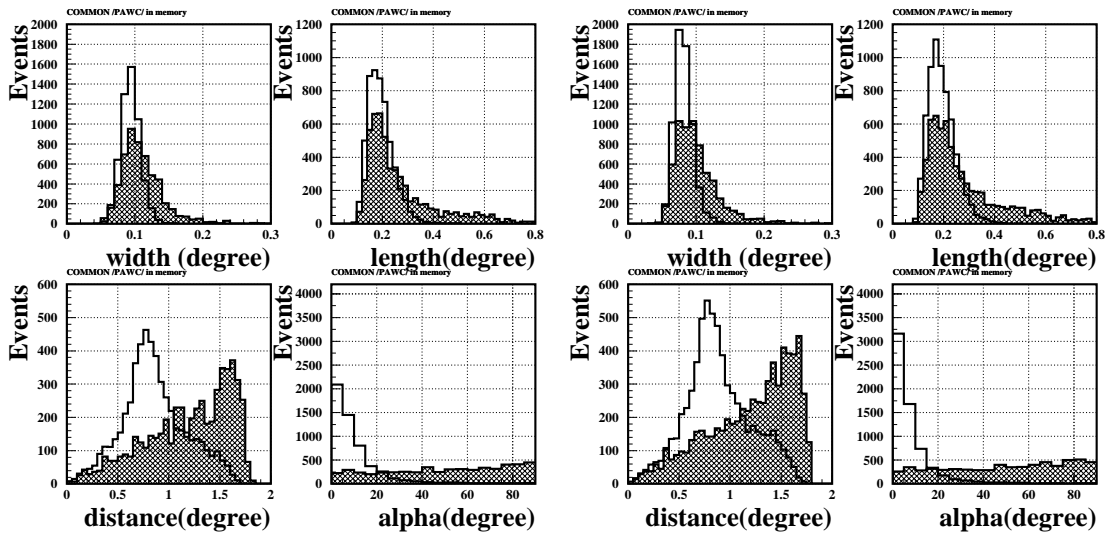 COMMON /PAWC/ in memory
Events
2000
1800
1600
1400
1200
1000
800
600
400
200
0
0 0.1 0.2 0.3
width (degree)
COMMON /PAWC/ in memory
Events
1200
1000
800
600
400
200
0
0 0.2 0.4 0.6 0.8
length(degree)
COMMON /PAWC/ in memory
Events
2000
1800
1600
1400
1200
1000
800
600
400
200
0
0 0.1 0.2 0.3
width (degree)
COMMON /PAWC/ in memory
Events
1200
1000
800
600
400
200
0
0 0.2 0.4 0.6 0.8
length(degree)
COMMON /PAWC/ in memory
Events
600
500
400
300
200
100
0
0 0.5 1 1.5 2
distance(degree)
COMMON /PAWC/ in memory
Events
4000
3500
3000
2500
2000
1500
1000
500
0
0 20 40 60 80
alpha(degree)
COMMON /PAWC/ in memory
Events
600
500
400
300
200
100
0
0 0.5 1 1.5 2
distance(degree)
COMMON /PAWC/ in memory
Events
4000
3500
3000
2500
2000
1500
1000
500
0
0 20 40 60 80
alpha(degree)